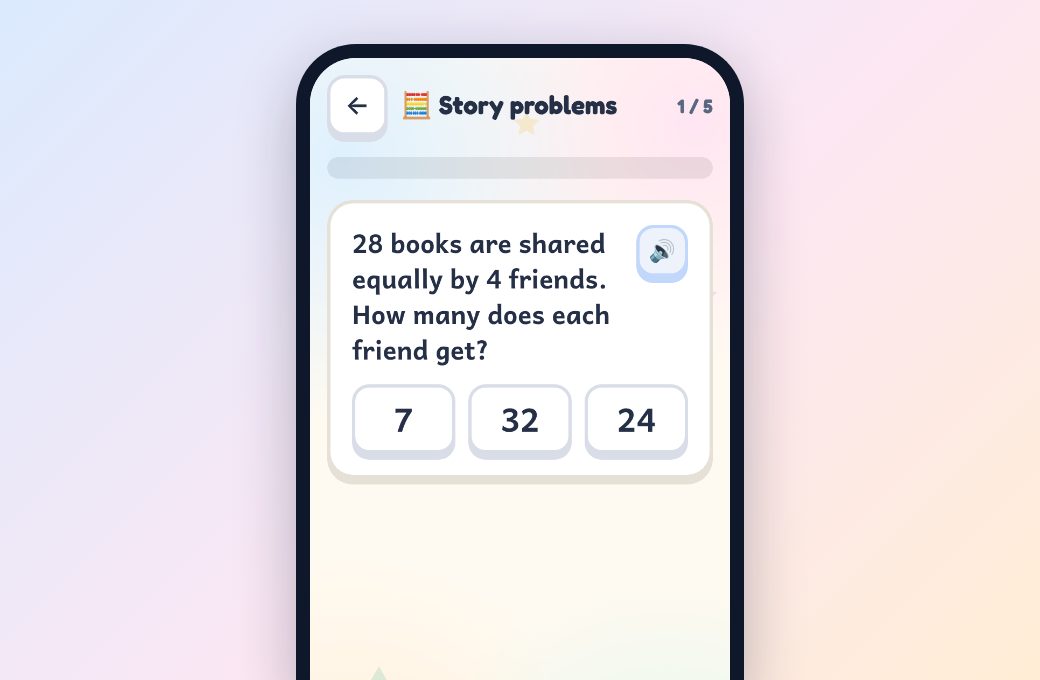 Story problems
1 / 5
28 books are shared
equally by 4 friends.
How many does each
friend get?
7
32
24